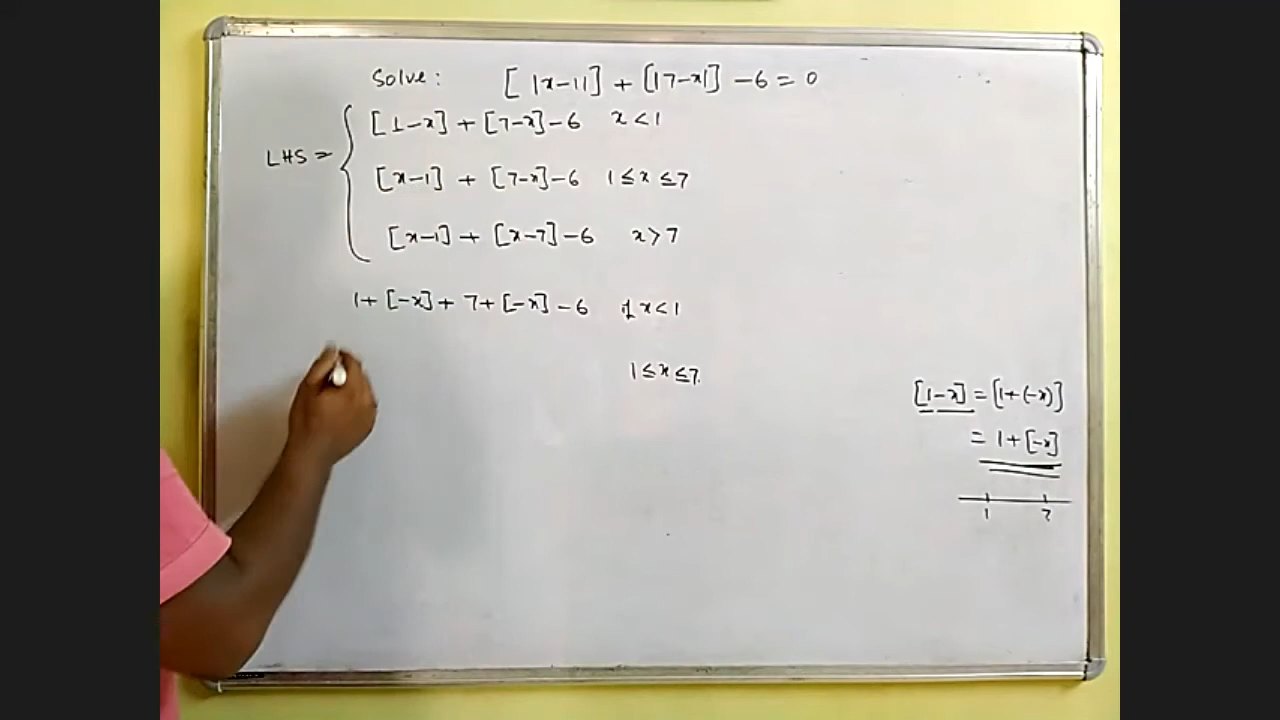 Solve: [ |x-1|] + [|7-x|] -6 = 0
[1-x] + [7-x] -6 x < 1
LHS =
[x-1] + [7-x] -6 1 ≤ x ≤ 7
[x-1] + [x-7] -6 x > 7
1+ [-x] + 7+ [-x] -6 if x < 1
1 ≤ x ≤ 7.
[1-x] = [1+(-x)]
= 1+ [-x]
1 7